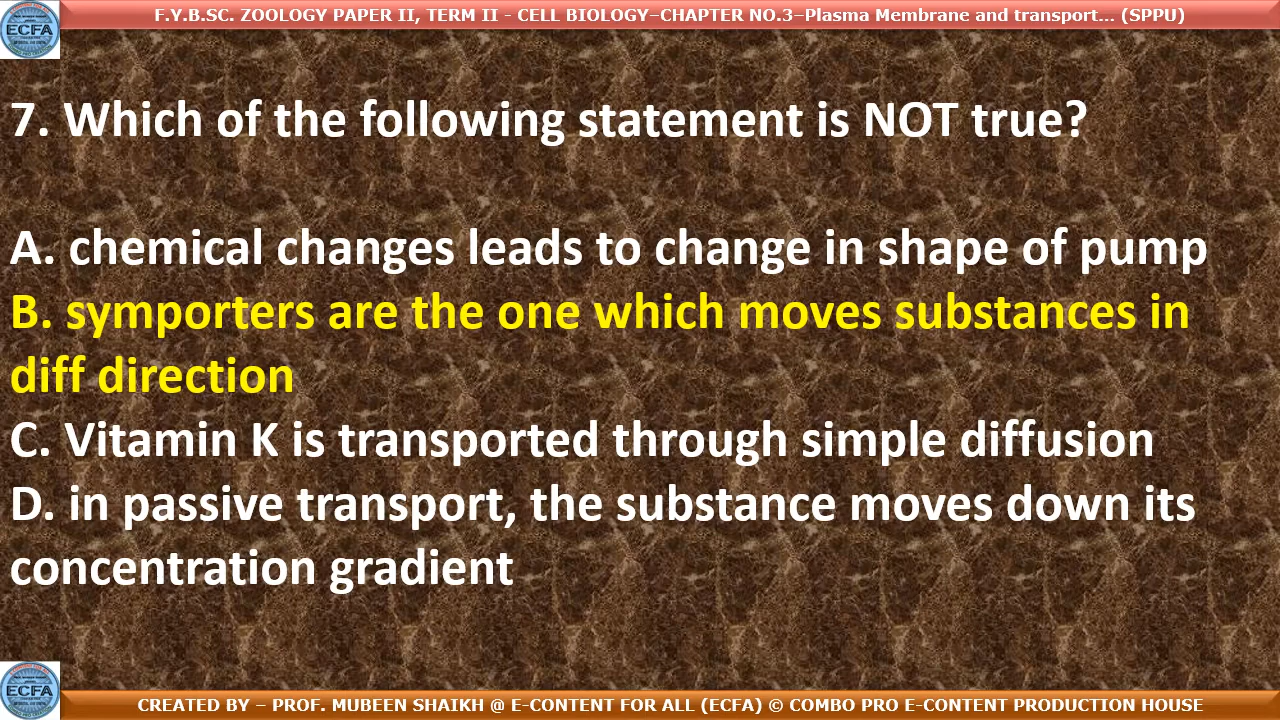 F.Y.B.SC. ZOOLOGY PAPER II, TERM II - CELL BIOLOGY–CHAPTER NO.3–Plasma Membrane and transport... (SPPU)
ECFA
7. Which of the following statement is NOT true?
A. chemical changes leads to change in shape of pump
B. symporters are the one which moves substances in
diff direction
C. Vitamin K is transported through simple diffusion
D. in passive transport, the substance moves down its
concentration gradient
ECFA
CREATED BY – PROF. MUBEEN SHAIKH @ E-CONTENT FOR ALL (ECFA) © COMBO PRO E-CONTENT PRODUCTION HOUSE